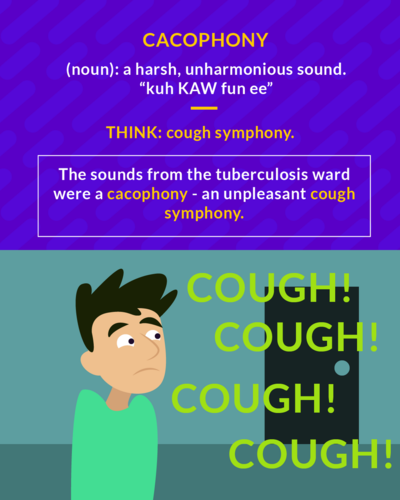 CACOPHONY
(noun): a harsh, unharmonious sound.
“kuh KAW fun ee”
THINK: cough symphony.
The sounds from the tuberculosis ward
were a cacophony - an unpleasant cough
symphony.
COUGH!
COUGH!
COUGH!
COUGH!